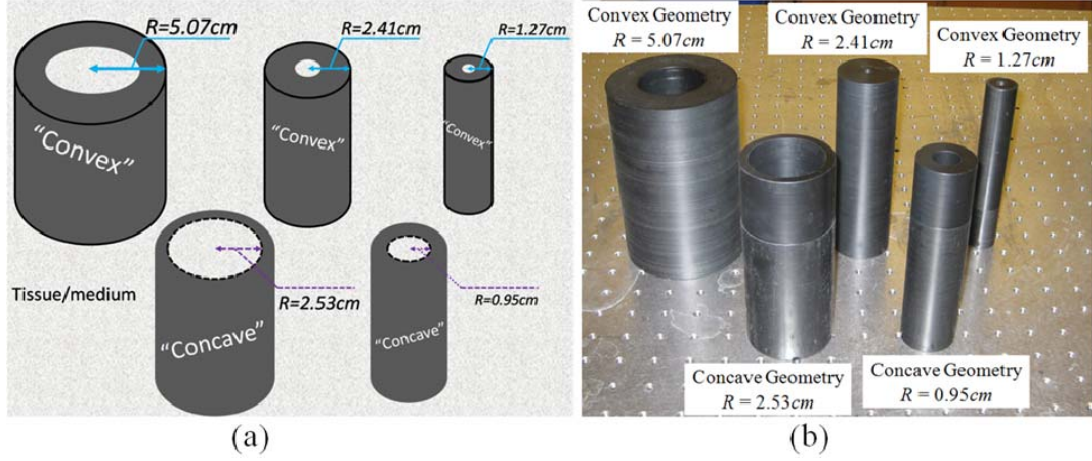 R=5.07cm
R=2.41cm
R=1.27cm
"Convex"
"Convex"
"Convex"
Tissue/medium
R=2.53cm
R=0.95cm
"Concave"
"Concave"
(a)
Convex Geometry
R = 5.07cm
Convex Geometry
R = 2.41cm
Convex Geometry
R = 1.27cm
Concave Geometry
R = 2.53cm
Concave Geometry
R = 0.95cm
(b)